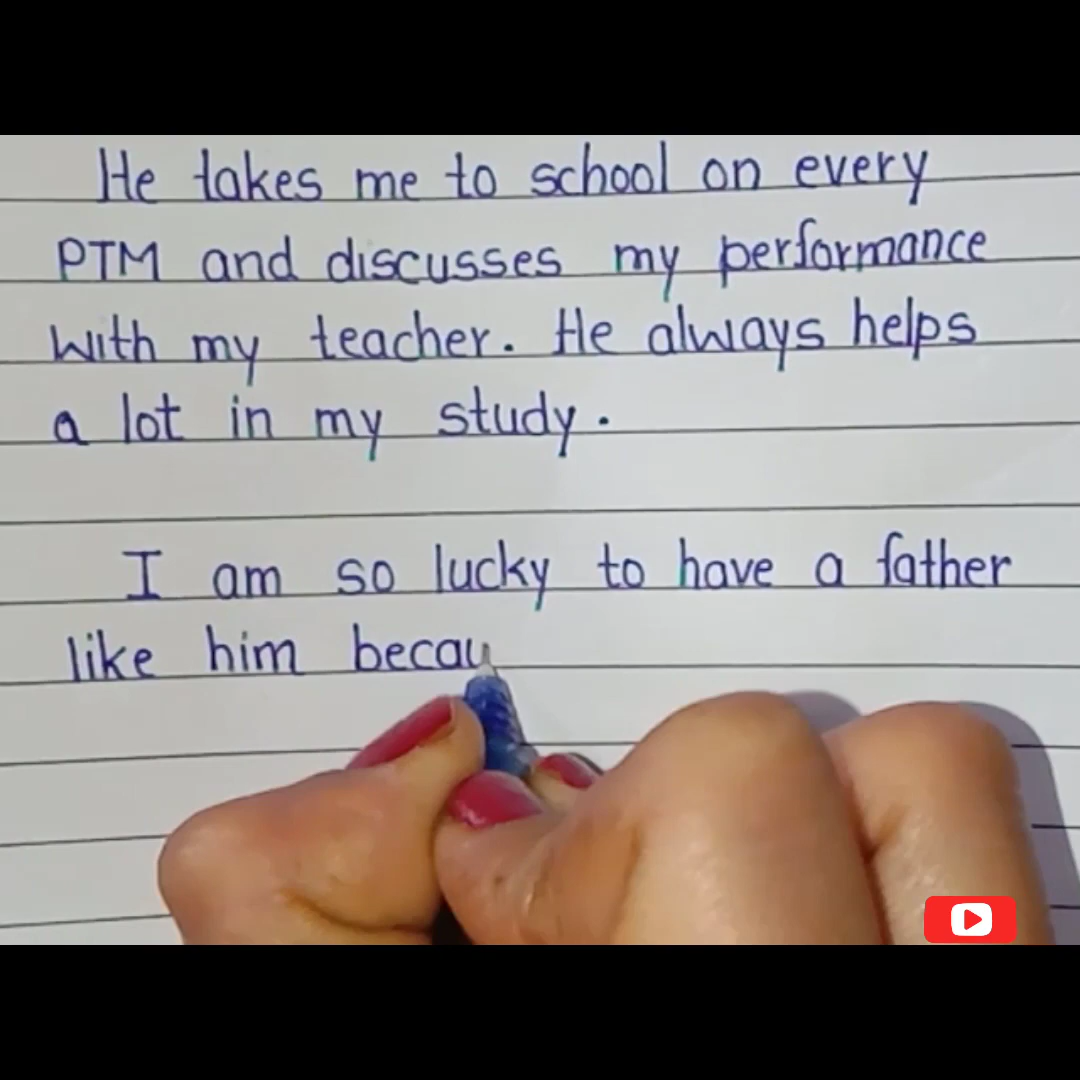 He takes me to school on every
PTM and discusses my performance
with my teacher. He always helps
a lot in my study.
I am so lucky to have a father
like him becau